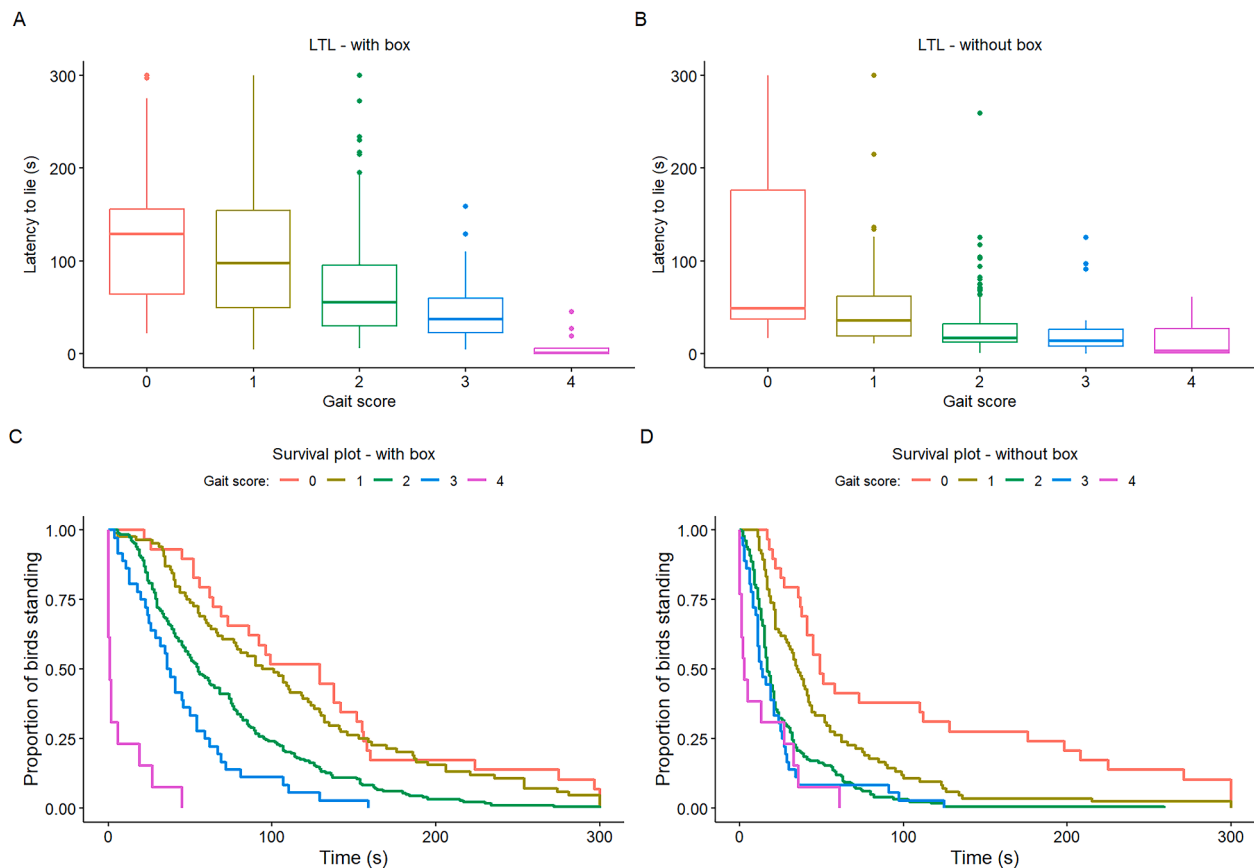 A
LTL - with box
300
200
100
0
Latency to lie (s)
0 1 2 3 4
Gait score
B
LTL - without box
300
200
100
0
Latency to lie (s)
0 1 2 3 4
Gait score
C
Survival plot - with box
Gait score: 0 1 2 3 4
1.00
0.75
0.50
0.25
0.00
Proportion of birds standing
0 100 200 300
Time (s)
D
Survival plot - without box
Gait score: 0 1 2 3 4
1.00
0.75
0.50
0.25
0.00
Proportion of birds standing
0 100 200 300
Time (s)